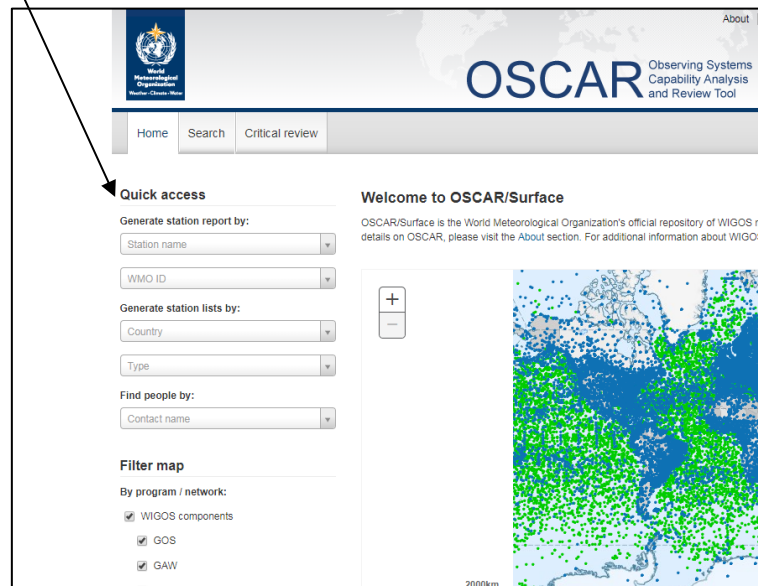 World
Meteorological
Organization
Weather · Climate · Water
About
OSCAR
Observing Systems
Capability Analysis
and Review Tool
Home Search Critical review
Quick access
Generate station report by:
Station name
WMO ID
Generate station lists by:
Country
Type
Find people by:
Contact name
Filter map
By program / network:
WIGOS components
GOS
GAW
Welcome to OSCAR/Surface
OSCAR/Surface is the World Meteorological Organization's official repository of WIGOS
details on OSCAR, please visit the About section. For additional information about WIGO
+
−
2000km